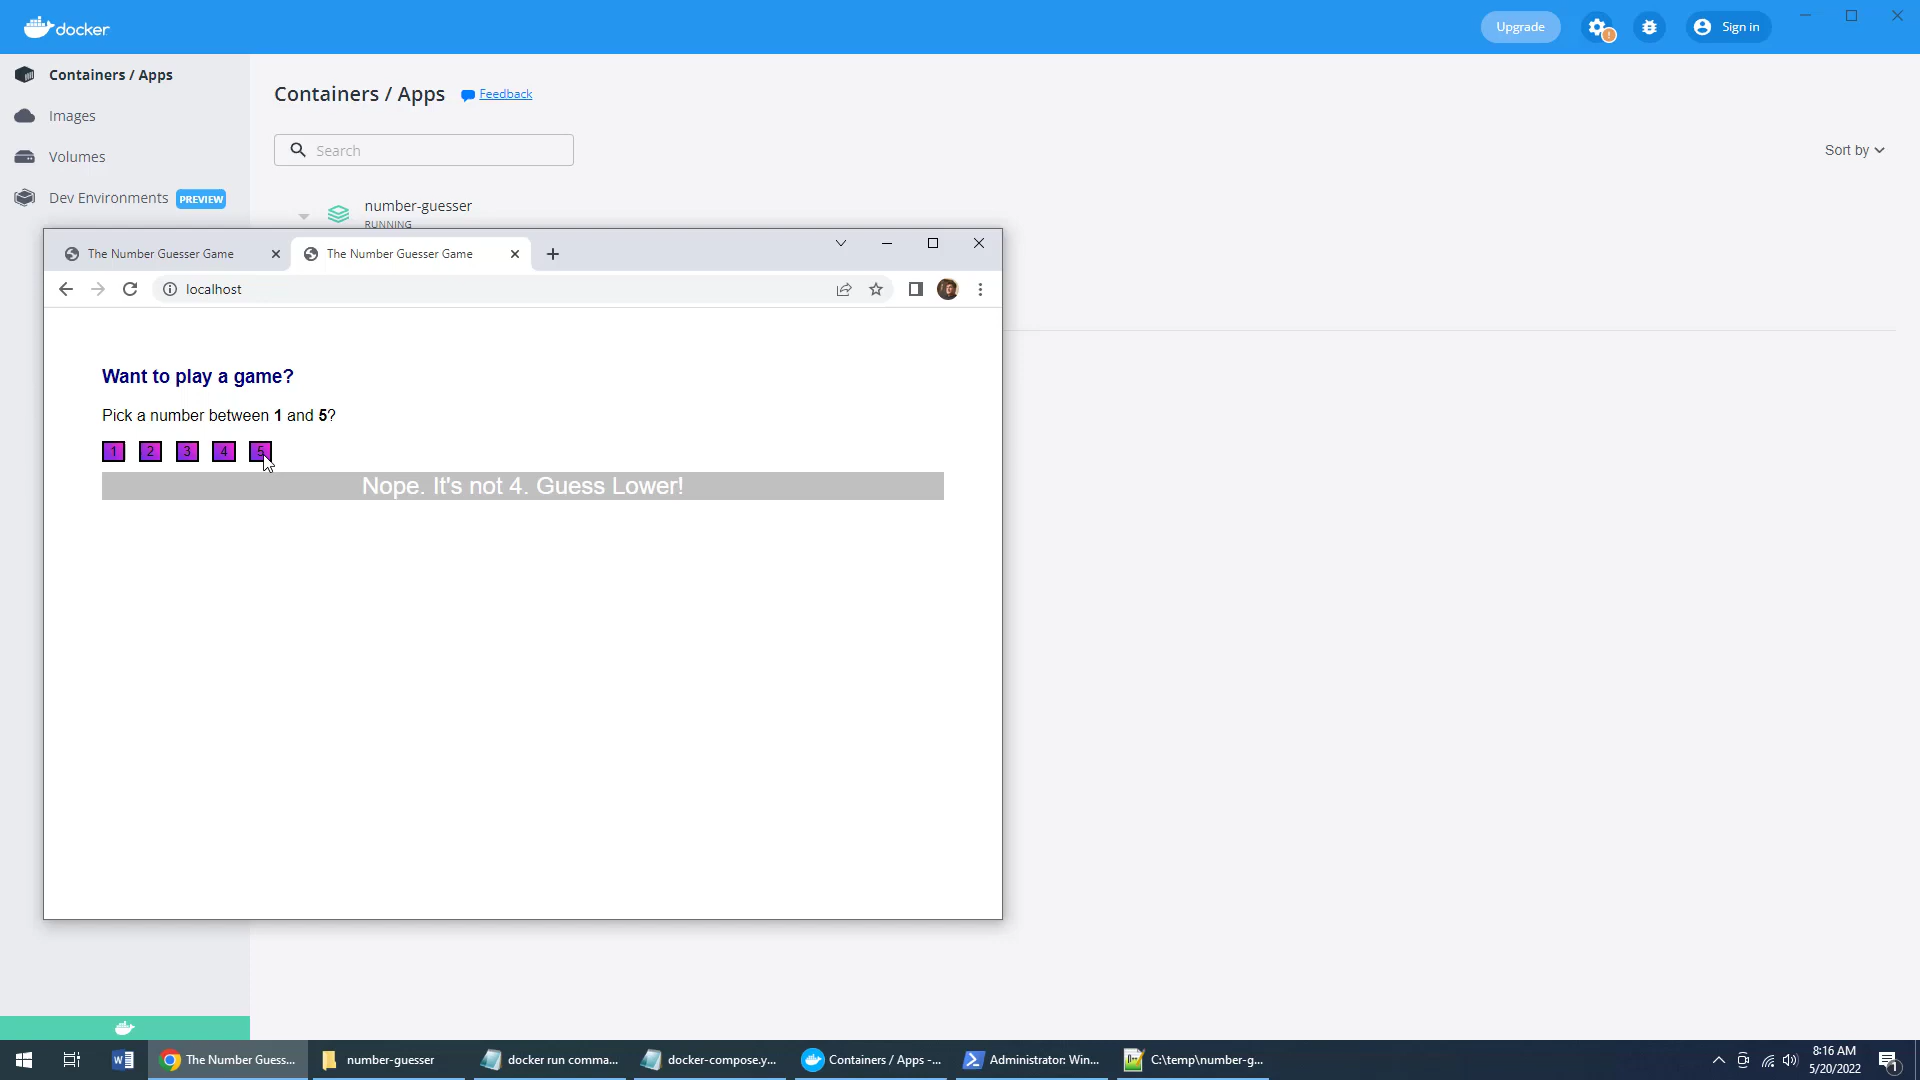 docker
Upgrade
Sign in
Containers / Apps
Images
Volumes
Dev Environments PREVIEW
Containers / Apps Feedback
Search
Sort by
number-guesser
RUNNING
The Number Guesser Game
The Number Guesser Game
localhost
Want to play a game?
Pick a number between 1 and 5?
1 2 3 4 5
Nope. It's not 4. Guess Lower!
The Number Guess...
number-guesser
docker run comma...
docker-compose.y...
Containers / Apps -...
Administrator: Win...
C:\temp\number-g...
8:16 AM
5/20/2022
1